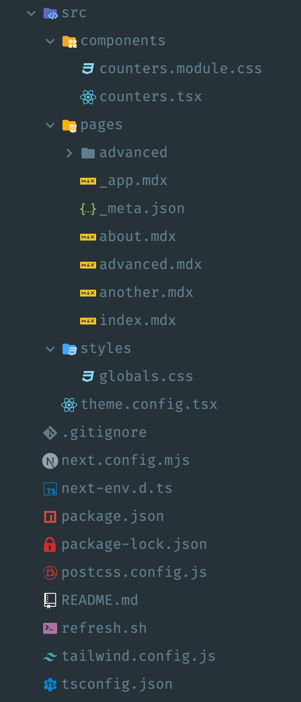 src
components
counters.module.css
counters.tsx
pages
advanced
_app.mdx
_meta.json
about.mdx
advanced.mdx
another.mdx
index.mdx
styles
globals.css
theme.config.tsx
.gitignore
next.config.mjs
next-env.d.ts
package.json
package-lock.json
postcss.config.js
README.md
refresh.sh
tailwind.config.js
tsconfig.json